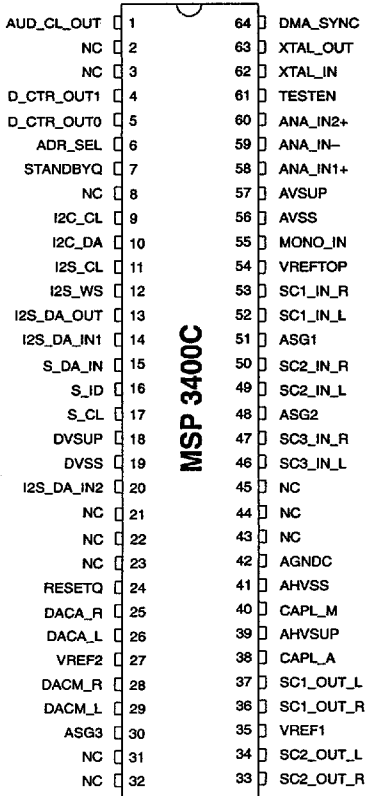 AUD_CL_OUT 1 64 DMA_SYNC
NC 2 63 XTAL_OUT
NC 3 62 XTAL_IN
D_CTR_OUT1 4 61 TESTEN
D_CTR_OUT0 5 60 ANA_IN2+
ADR_SEL 6 59 ANA_IN–
STANDBYQ 7 58 ANA_IN1+
NC 8 57 AVSUP
I2C_CL 9 56 AVSS
I2C_DA 10 55 MONO_IN
I2S_CL 11 54 VREFTOP
I2S_WS 12 53 SC1_IN_R
I2S_DA_OUT 13 52 SC1_IN_L
I2S_DA_IN1 14 51 ASG1
S_DA_IN 15 50 SC2_IN_R
S_ID 16 49 SC2_IN_L
S_CL 17 48 ASG2
DVSUP 18 47 SC3_IN_R
DVSS 19 46 SC3_IN_L
I2S_DA_IN2 20 45 NC
NC 21 44 NC
NC 22 43 NC
NC 23 42 AGNDC
RESETQ 24 41 AHVSS
DACA_R 25 40 CAPL_M
DACA_L 26 39 AHVSUP
VREF2 27 38 CAPL_A
DACM_R 28 37 SC1_OUT_L
DACM_L 29 36 SC1_OUT_R
ASG3 30 35 VREF1
NC 31 34 SC2_OUT_L
NC 32 33 SC2_OUT_R
MSP 3400C